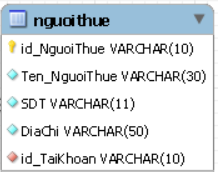 nguoithue
id_NguoiThue VARCHAR(10)
Ten_NguoiThue VARCHAR(30)
SDT VARCHAR(11)
DiaChi VARCHAR(50)
id_TaiKhoan VARCHAR(10)